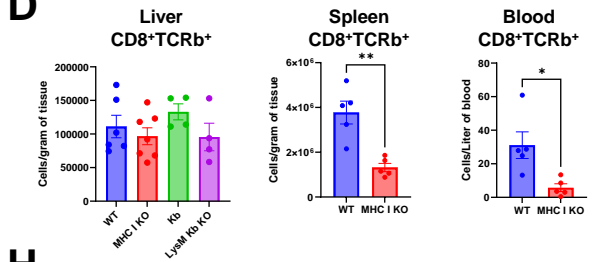 D
Liver
CD8⁺TCRb⁺
Cells/gram of tissue
200000
150000
100000
50000
0
WT
MHC I KO
Kb
LysM Kb KO
Spleen
CD8⁺TCRb⁺
Cells/gram of tissue
6×10⁶
4×10⁶
2×10⁶
0
**
WT
MHC I KO
Blood
CD8⁺TCRb⁺
Cells/Liter of blood
80
60
40
20
0
*
WT
MHC I KO
H